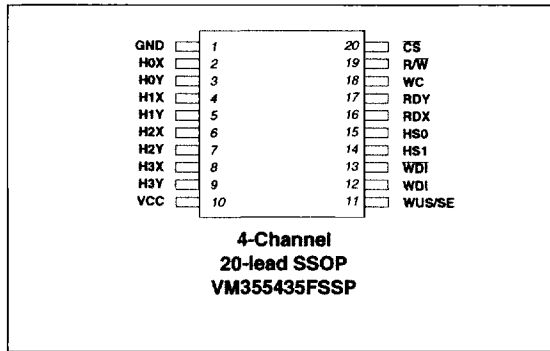 GND 1 20 C̅S̅
H0X 2 19 R/W̅
H0Y 3 18 WC
H1X 4 17 RDY
H1Y 5 16 RDX
H2X 6 15 HS0
H2Y 7 14 HS1
H3X 8 13 W̅D̅I̅
H3Y 9 12 WDI
VCC 10 11 WUS/SE
4-Channel
20-lead SSOP
VM355435FSSP